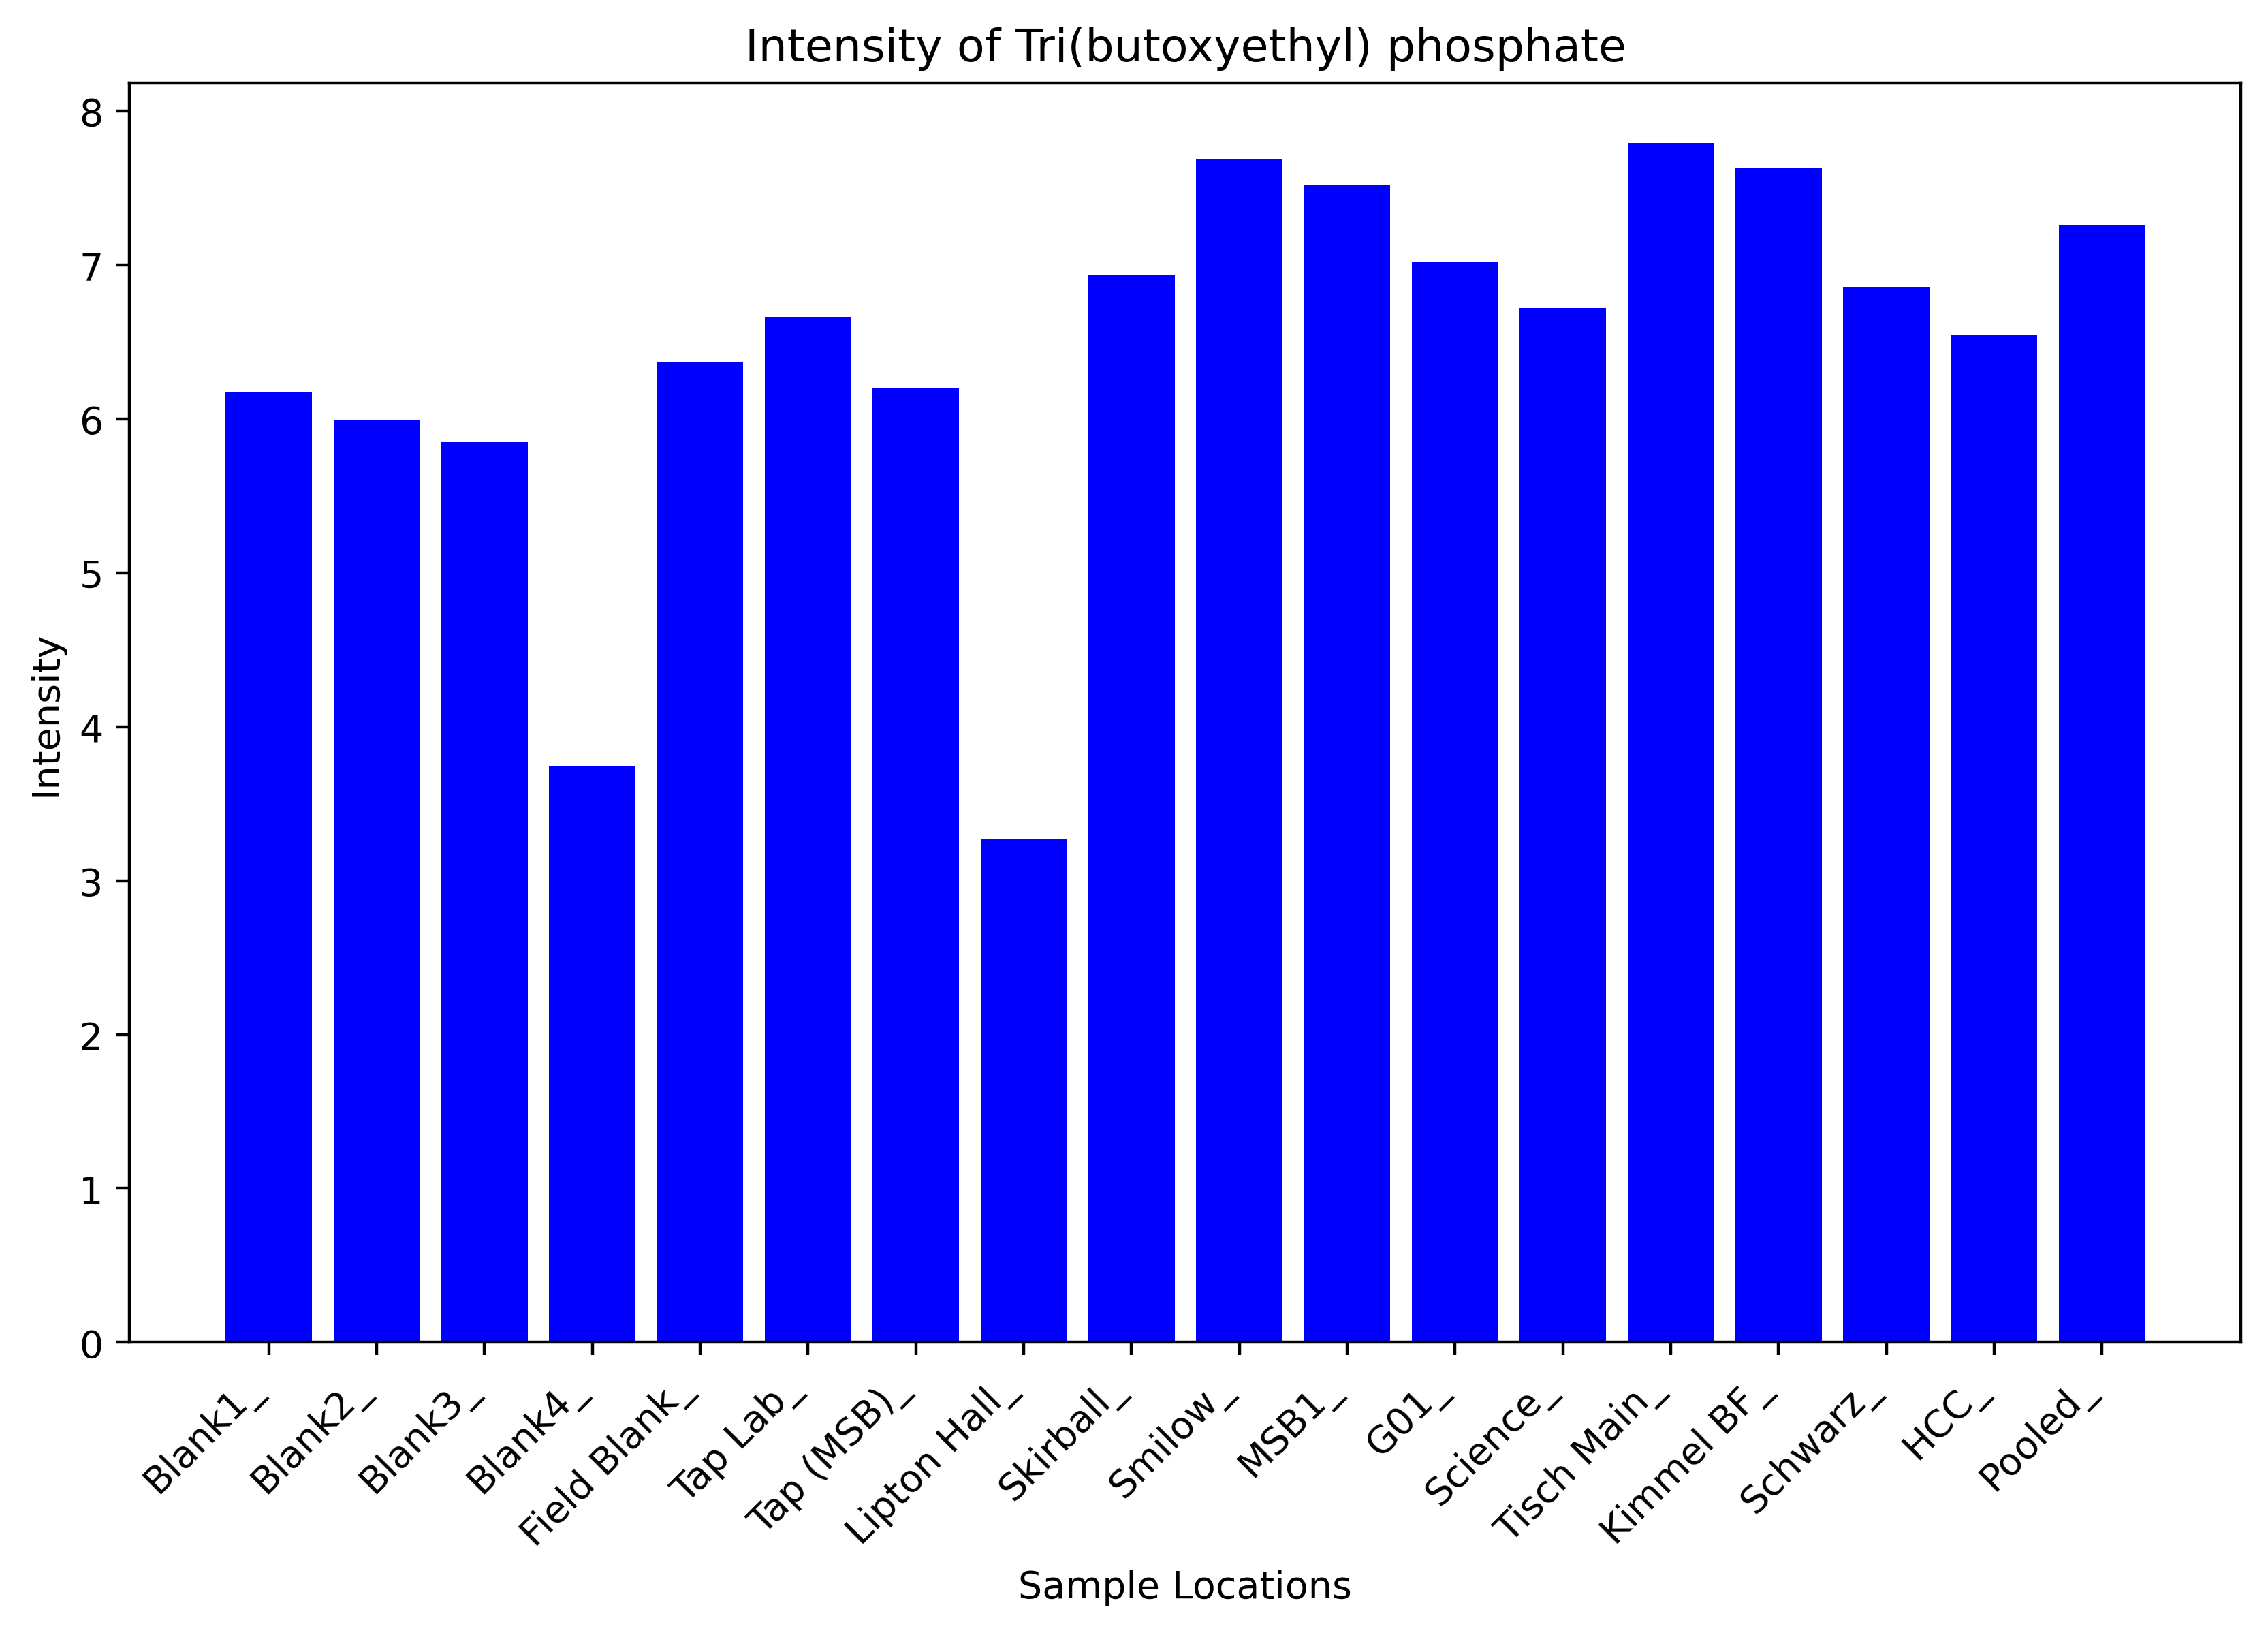 Intensity of Tri(butoxyethyl) phosphate
8
7
6
5
4
3
2
1
0
Intensity
Blank1_
Blank2_
Blank3_
Blank4_
Field Blank_
Tap Lab_
Tap (MSB)_
Lipton Hall_
Skirball_
Smilow_
MSB1_
G01_
Science_
Tisch Main_
Kimmel BF_
Schwarz_
HCC_
Pooled_
Sample Locations